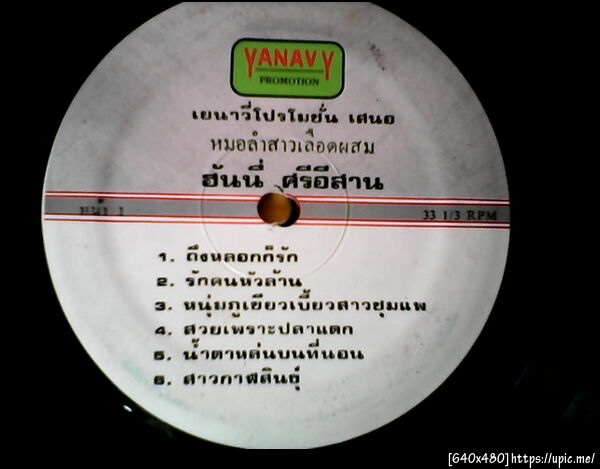 YANAVY
PROMOTION
เยนาวี่โปรโมชั่น เสนอ
หมอลำสาวเลือดผสม
ฮันนี่ ศรีอีสาน
หน้า 1
33 1/3 RPM
1. ถึงหลอกก็รัก
2. รักคนหัวล้าน
3. หนุ่มภูเขียวเบี้ยวสาวชุมแพ
4. สวยเพราะปลาแดก
5. น้ำตาหล่นบนที่นอน
6. สาวกาฬสินธุ์
[640x480]https://upic.me/